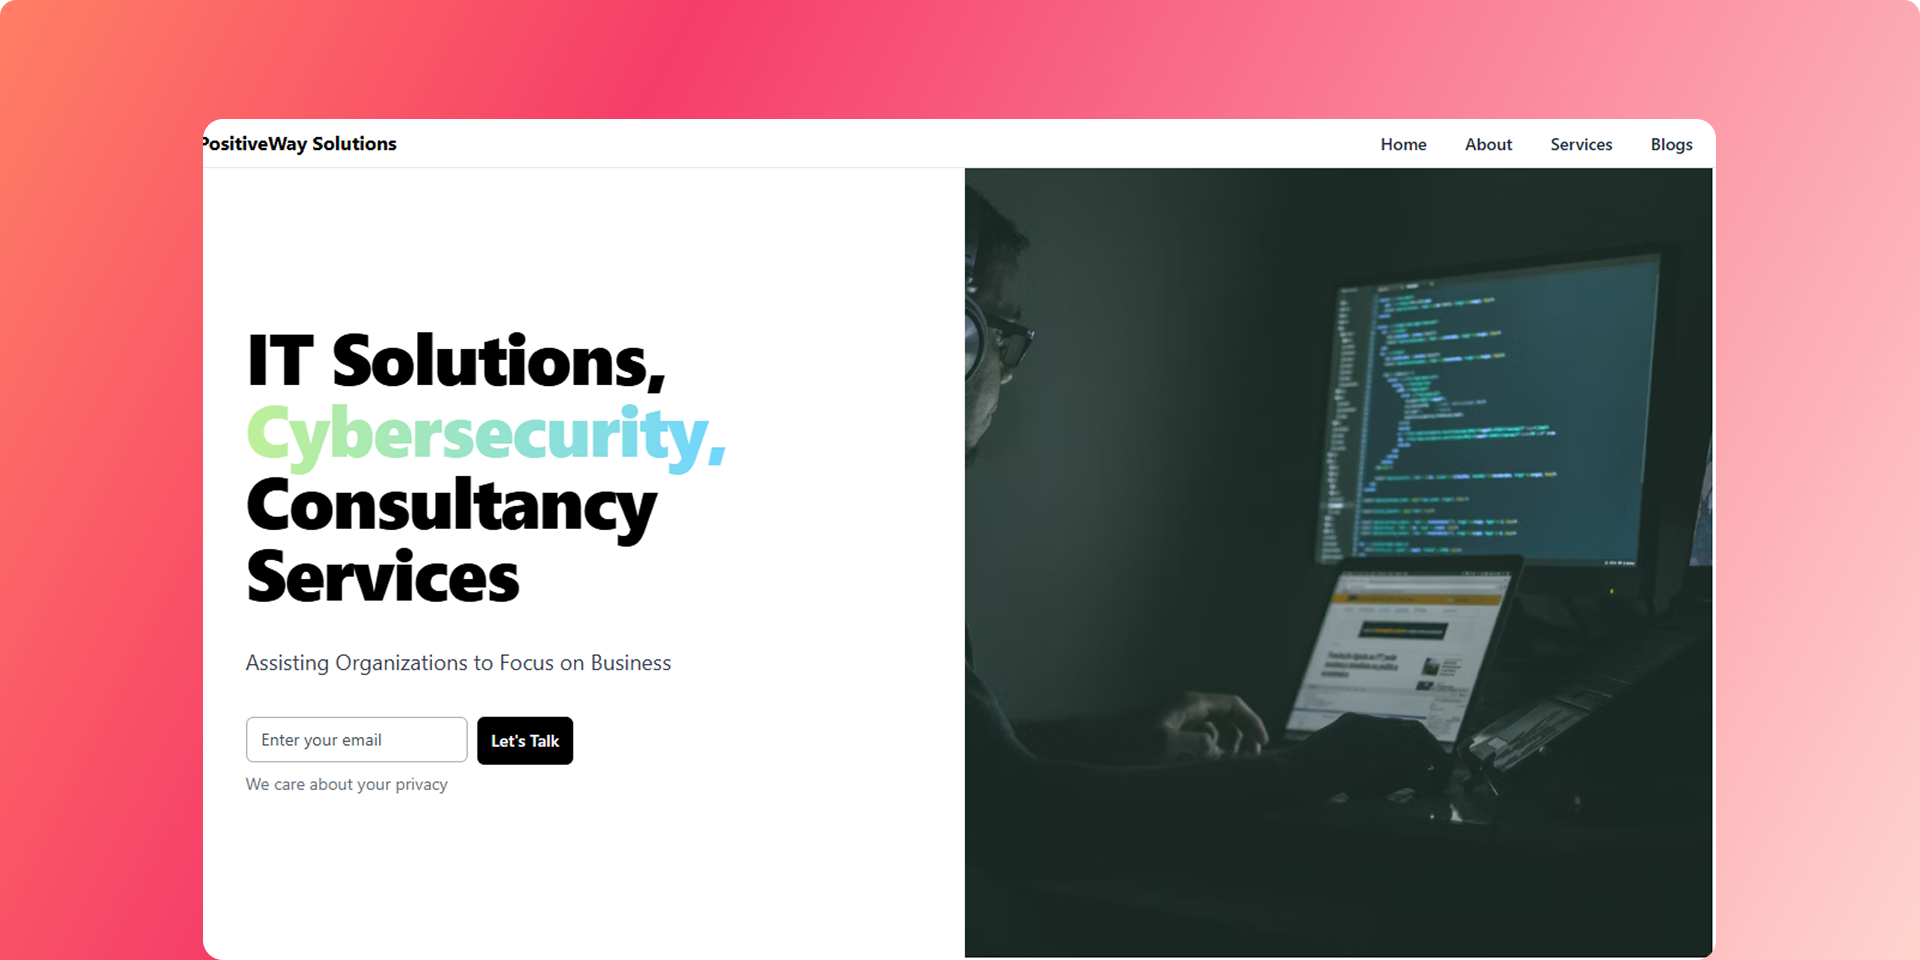 PositiveWay Solutions
Home About Services Blogs
IT Solutions,
Cybersecurity,
Consultancy
Services
Assisting Organizations to Focus on Business
Enter your email
Let's Talk
We care about your privacy